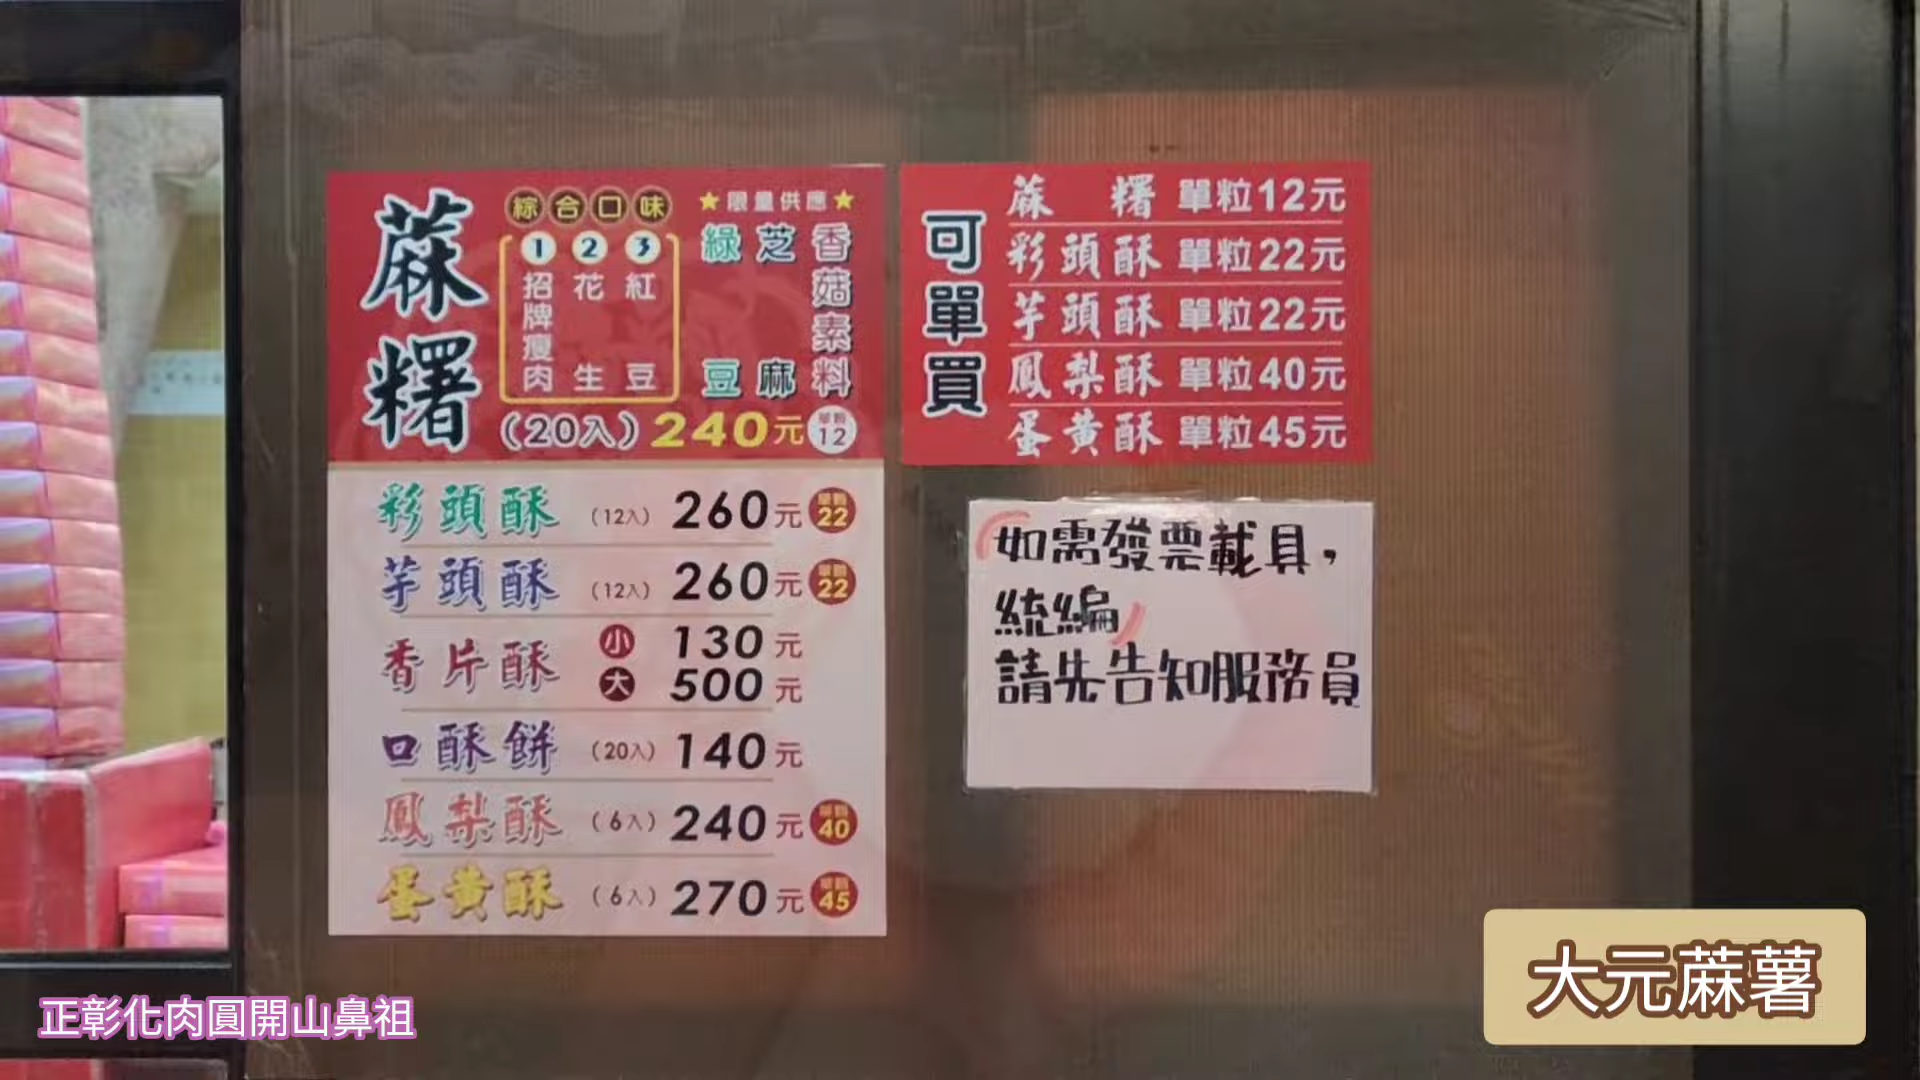 蔴糬
綜合口味
1 2 3
招牌瘦肉
花生
紅豆
★限量供應★
綠豆
芝麻
香菇素料
(20入) 240元 單顆12
彩頭酥 (12入) 260元 單顆22
芋頭酥 (12入) 260元 單顆22
香片酥 小 130元
大 500元
口酥餅 (20入) 140元
鳳梨酥 (6入) 240元 單顆40
蛋黃酥 (6入) 270元 單顆45
可單買
蔴糬 單粒12元
彩頭酥 單粒22元
芋頭酥 單粒22元
鳳梨酥 單粒40元
蛋黃酥 單粒45元
如需發票載具，
統編
請先告知服務員
大元蔴薯
正彰化肉圓開山鼻祖